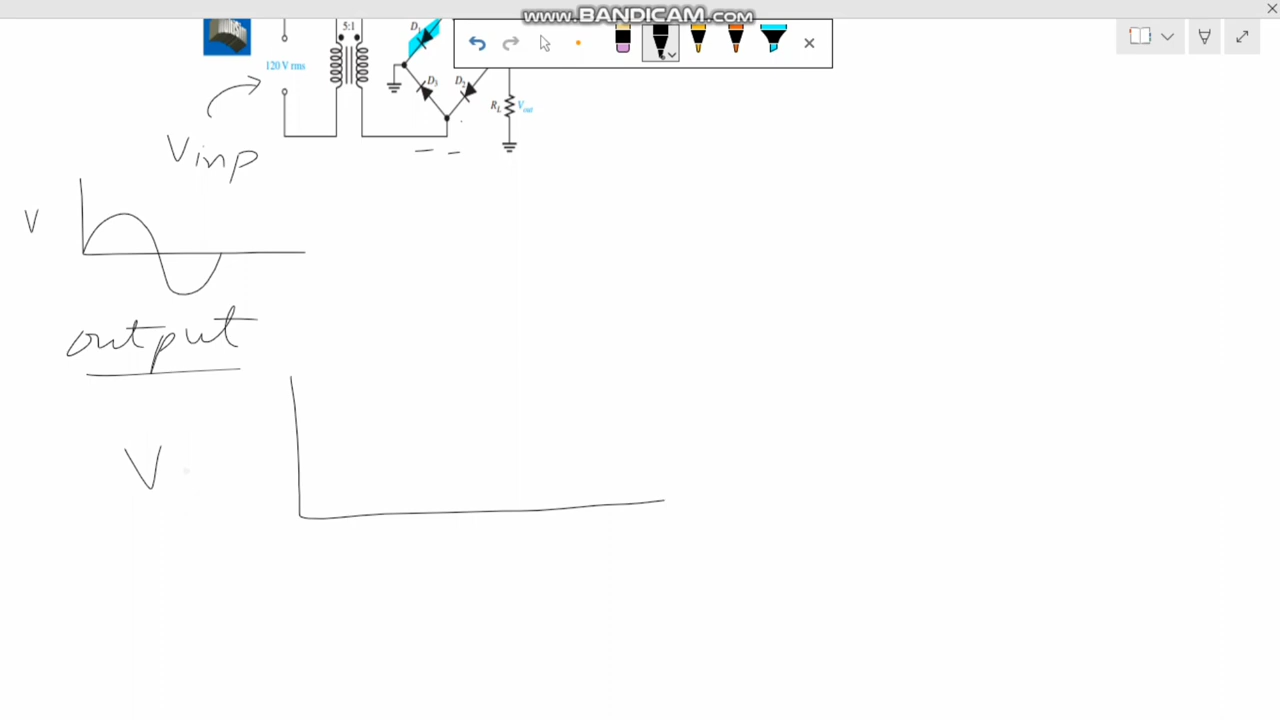 www.BANDICAM.com
5:1
D1
120 V rms
D3
D2
RL
Vout
Vinp
V
output
V